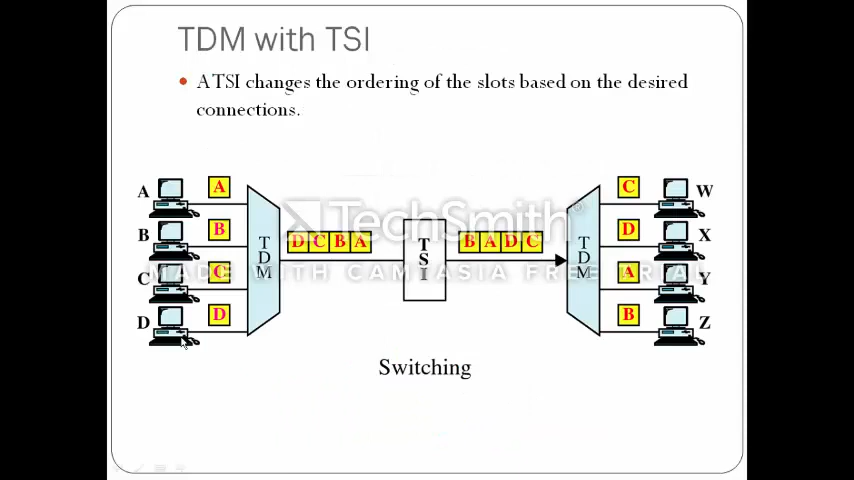 TDM with TSI
• A TSI changes the ordering of the slots based on the desired
connections.
TechSmith
MADE WITH CAMTASIA FREE TRIAL
A A C W
B B D X
T D M
D C B A
T S I
B A D C
T D M
C C A Y
D D B Z
Switching